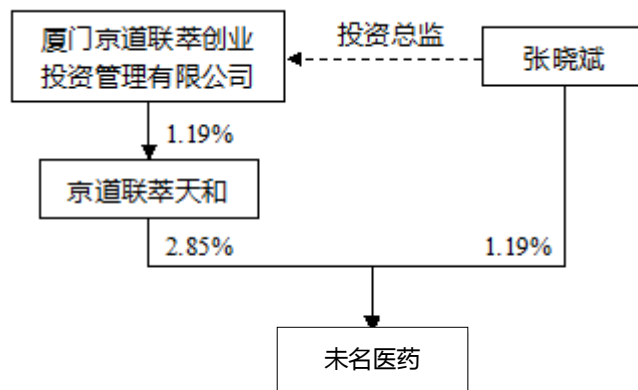 厦门京道联萃创业
投资管理有限公司
投资总监
张晓斌
1.19%
京道联萃天和
2.85%
1.19%
未名医药